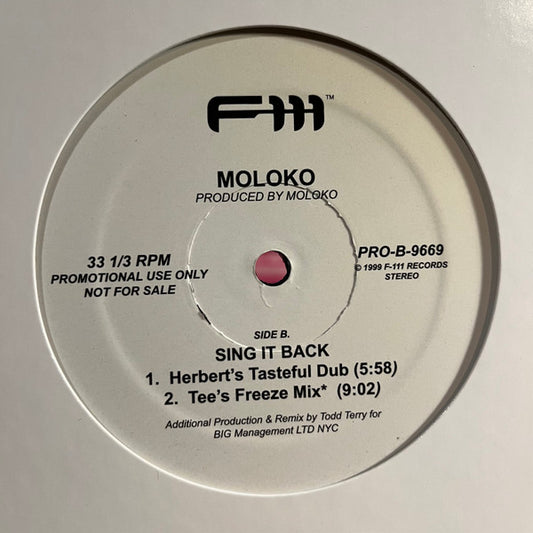 F-111™
MOLOKO
PRODUCED BY MOLOKO
33 1/3 RPM
PROMOTIONAL USE ONLY
NOT FOR SALE
PRO-B-9669
℗ 1999 F-111 RECORDS
STEREO
SIDE B.
SING IT BACK
1. Herbert's Tasteful Dub (5:58)
2. Tee's Freeze Mix* (9:02)
Additional Production & Remix by Todd Terry for
BIG Management LTD NYC